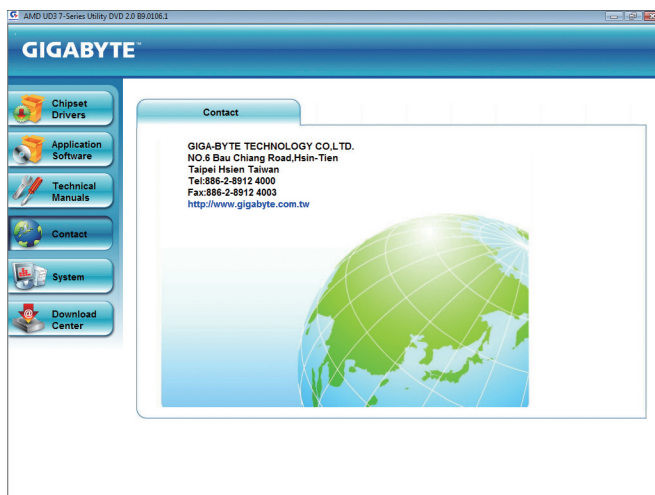 AMD UD3 7-Series Utility DVD 2.0 B9.0106.1
GIGABYTE™
Chipset
Drivers
Application
Software
Technical
Manuals
Contact
System
Download
Center
Contact
GIGA-BYTE TECHNOLOGY CO,LTD.
NO.6 Bau Chiang Road,Hsin-Tien
Taipei Hsien Taiwan
Tel:886-2-8912 4000
Fax:886-2-8912 4003
http://www.gigabyte.com.tw